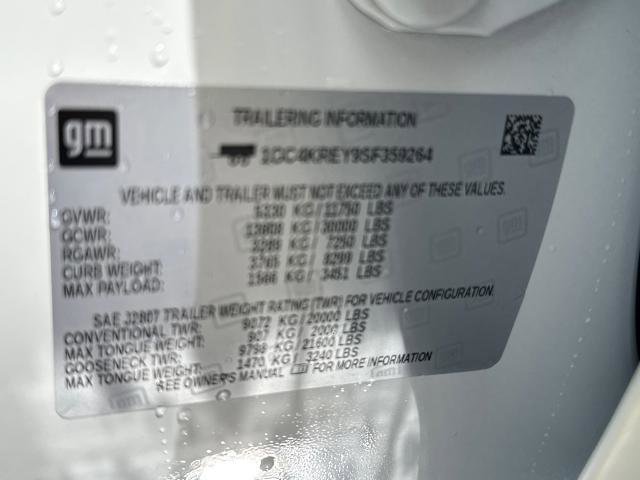 gm
TRAILERING INFORMATION
1GC4KREY9SF359264
VEHICLE AND TRAILER MUST NOT EXCEED ANY OF THESE VALUES.
GVWR: 5330 KG / 11750 LBS
GCWR: 13608 KG / 30000 LBS
RGAWR: 3289 KG / 7250 LBS
CURB WEIGHT: 3765 KG / 8299 LBS
MAX PAYLOAD: 1566 KG / 3451 LBS
SAE J2807 TRAILER WEIGHT RATING (TWR) FOR VEHICLE CONFIGURATION.
CONVENTIONAL TWR: 9072 KG / 20000 LBS
MAX TONGUE WEIGHT: 907 KG / 2000 LBS
GOOSENECK TWR: 9798 KG / 21600 LBS
MAX TONGUE WEIGHT: 1470 KG / 3240 LBS
SEE OWNER'S MANUAL FOR MORE INFORMATION